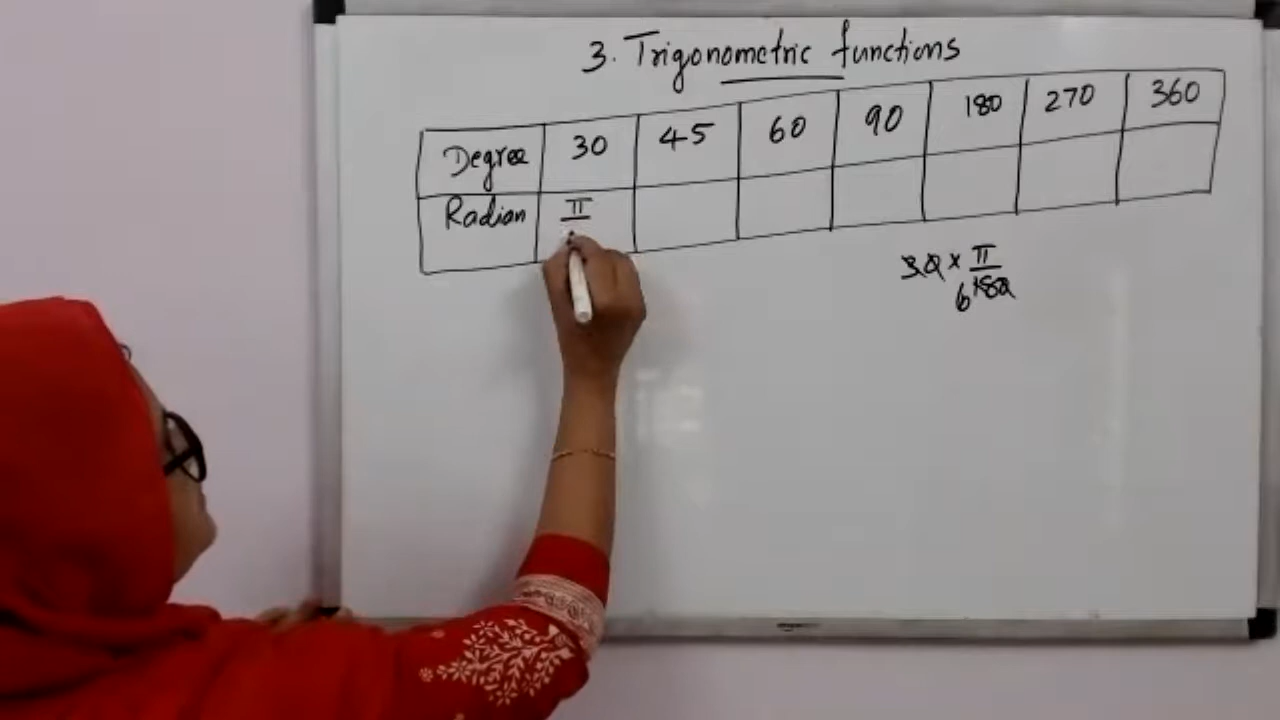 3. Trigonometric functions
Degree 30 45 60 90 180 270 360
Radian π/
30 × π/180 6